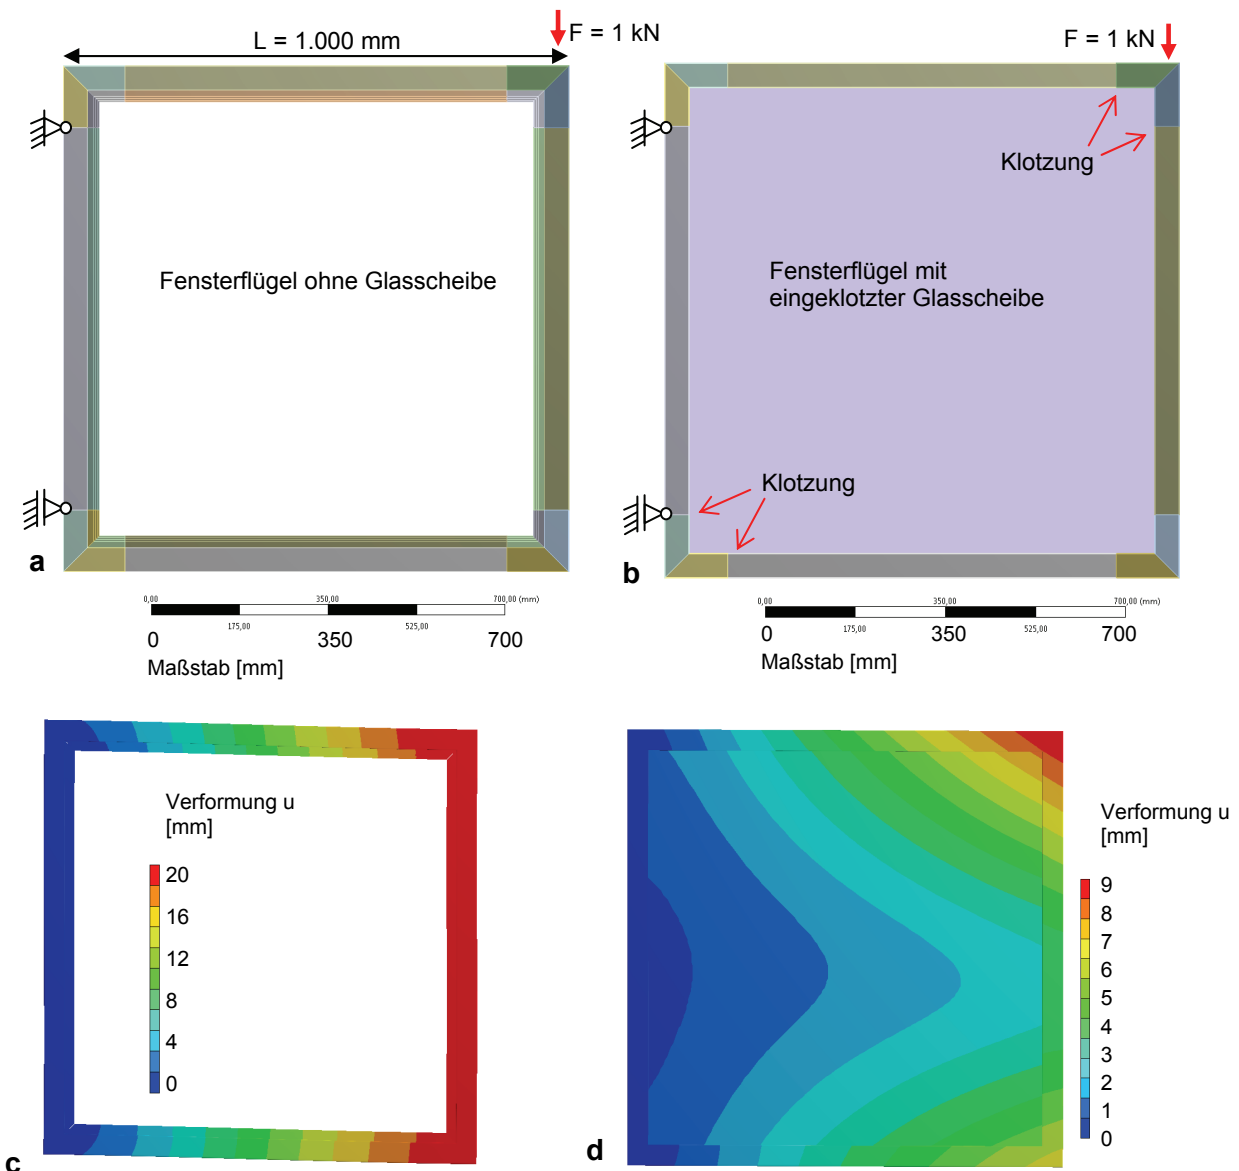 L = 1.000 mm
F = 1 kN
Fensterflügel ohne Glasscheibe
a
0,00
350,00
700,00 (mm)
175,00
525,00
0
350
700
Maßstab [mm]
F = 1 kN
Klotzung
Fensterflügel mit
eingeklotzter Glasscheibe
Klotzung
b
0,00
350,00
700,00 (mm)
175,00
525,00
0
350
700
Maßstab [mm]
Verformung u
[mm]
20
16
12
8
4
0
c
Verformung u
[mm]
9
8
7
6
5
4
3
2
1
0
d